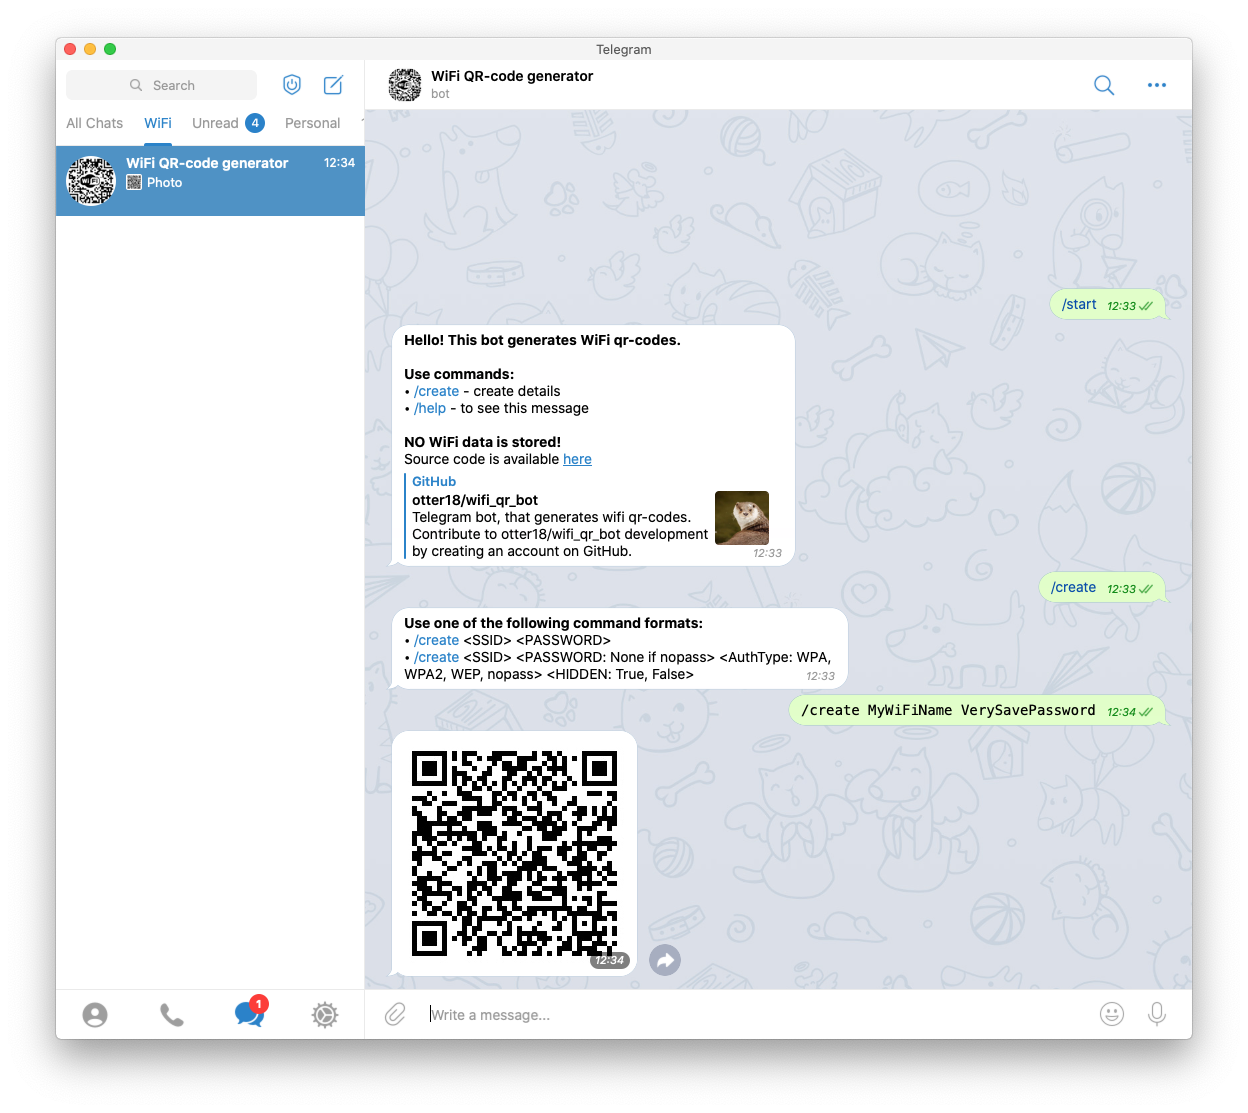 Telegram
Search
All Chats
WiFi
Unread 4
Personal
WiFi QR-code generator 12:34
Photo
WiFi QR-code generator
bot
/start 12:33
Hello! This bot generates WiFi qr-codes.
Use commands:
• /create - create details
• /help - to see this message
NO WiFi data is stored!
Source code is available here
GitHub
otter18/wifi_qr_bot
Telegram bot, that generates wifi qr-codes.
Contribute to otter18/wifi_qr_bot development
by creating an account on GitHub.
12:33
/create 12:33
Use one of the following command formats:
• /create <SSID> <PASSWORD>
• /create <SSID> <PASSWORD: None if nopass> <AuthType: WPA,
WPA2, WEP, nopass> <HIDDEN: True, False>
12:33
/create MyWiFiName VerySavePassword 12:34
12:34
1
Write a message...